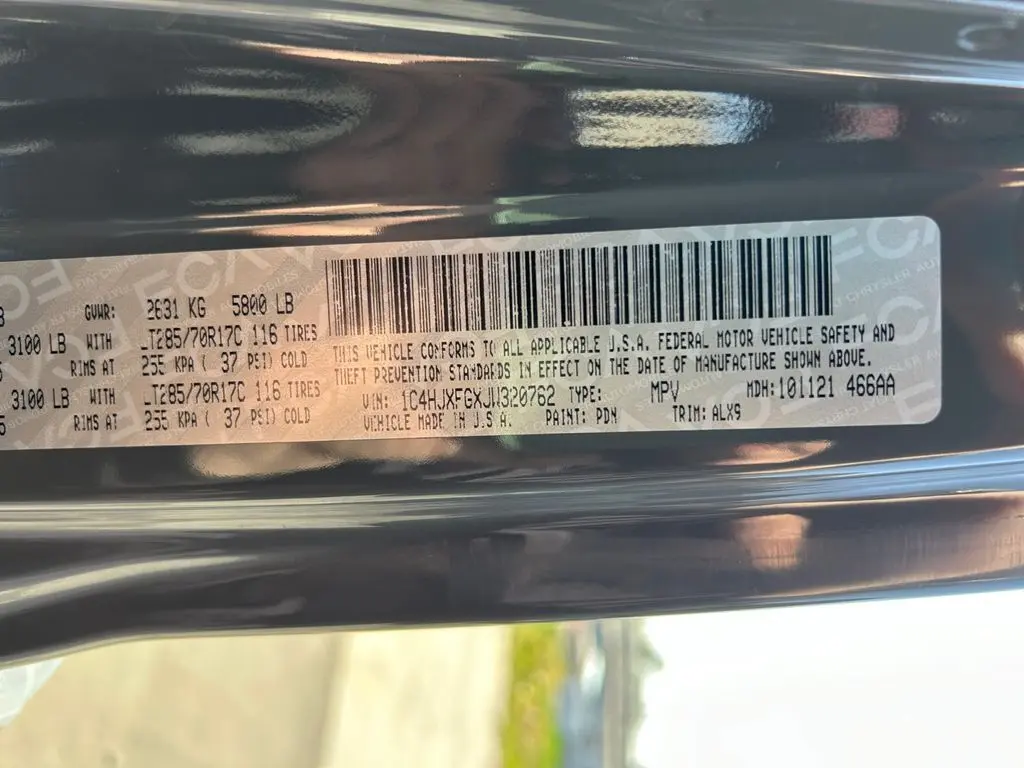 GVWR: 2631 KG 5800 LB
3100 LB WITH LT285/70R17C 116 TIRES
RIMS AT 255 KPA ( 37 PSI) COLD
3100 LB WITH LT285/70R17C 116 TIRES
RIMS AT 255 KPA ( 37 PSI) COLD
THIS VEHICLE CONFORMS TO ALL APPLICABLE U.S.A. FEDERAL MOTOR VEHICLE SAFETY AND
THEFT PREVENTION STANDARDS IN EFFECT ON THE DATE OF MANUFACTURE SHOWN ABOVE.
VIN: 1C4HJXFGXJW320762 TYPE: MPV MDH:101121 466AA
VEHICLE MADE IN U.S.A. PAINT: PDN TRIM: ALX9